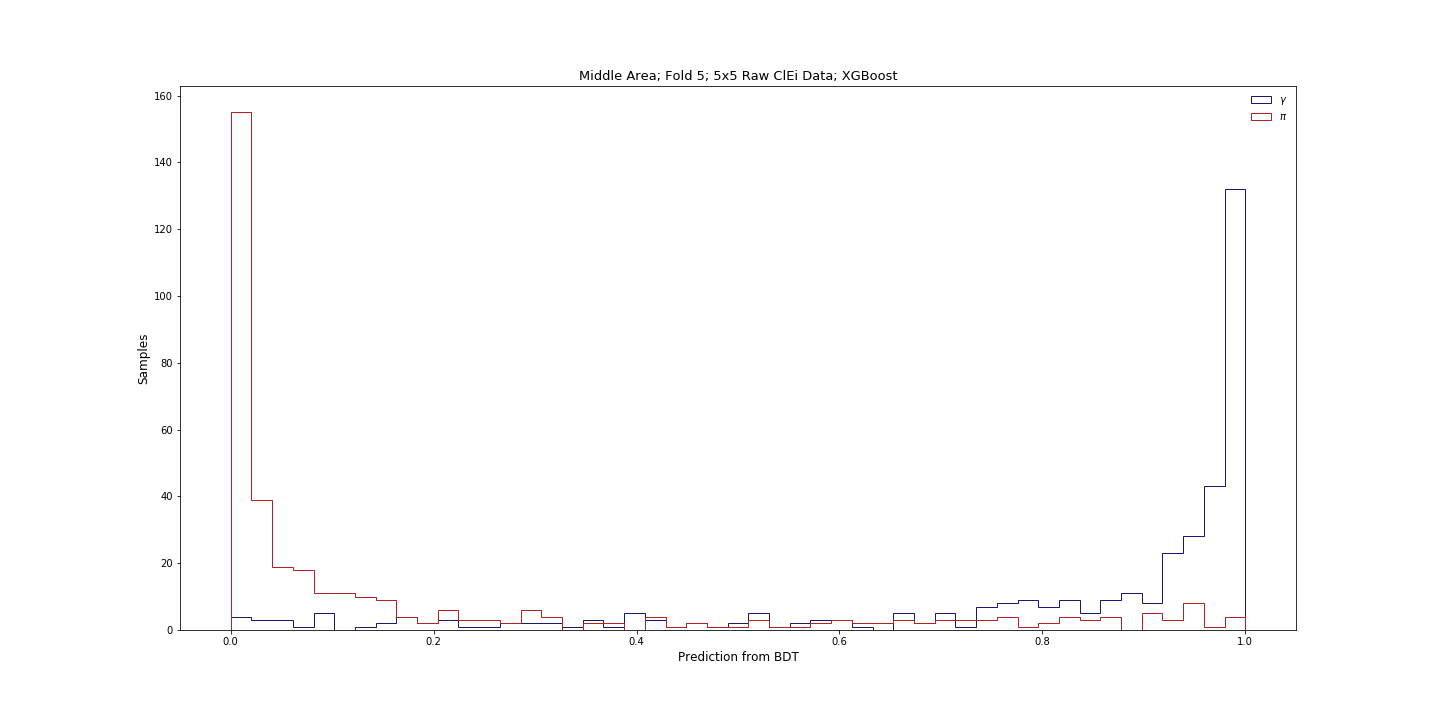 Middle Area; Fold 5; 5x5 Raw ClEi Data; XGBoost
160
140
120
100
80
60
40
20
0
Samples
γ
π
0.0 0.2 0.4 0.6 0.8 1.0
Prediction from BDT